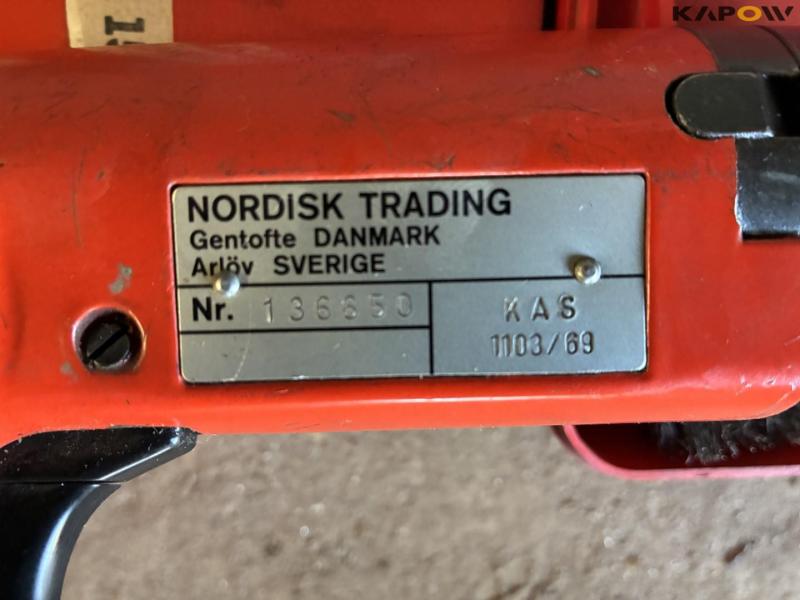 KAPOW
NORDISK TRADING
Gentofte DANMARK
Arlöv SVERIGE
Nr. 136650
KAS
1103/69